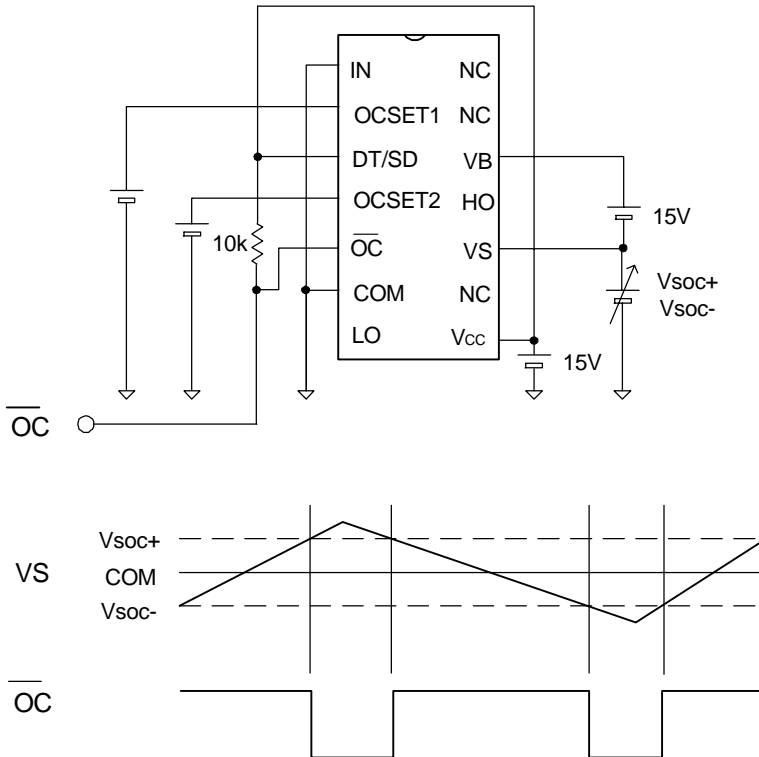 IN NC
OCSET1 NC
DT/SD VB
OCSET2 HO
15V
10k
OC VS
Vsoc+
Vsoc-
COM NC
LO Vcc
15V
OC
Vsoc+
VS
COM
Vsoc-
OC